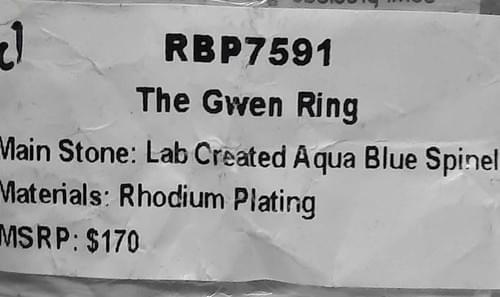 RBP7591
The Gwen Ring
Main Stone: Lab Created Aqua Blue Spinel
Materials: Rhodium Plating
MSRP: $170